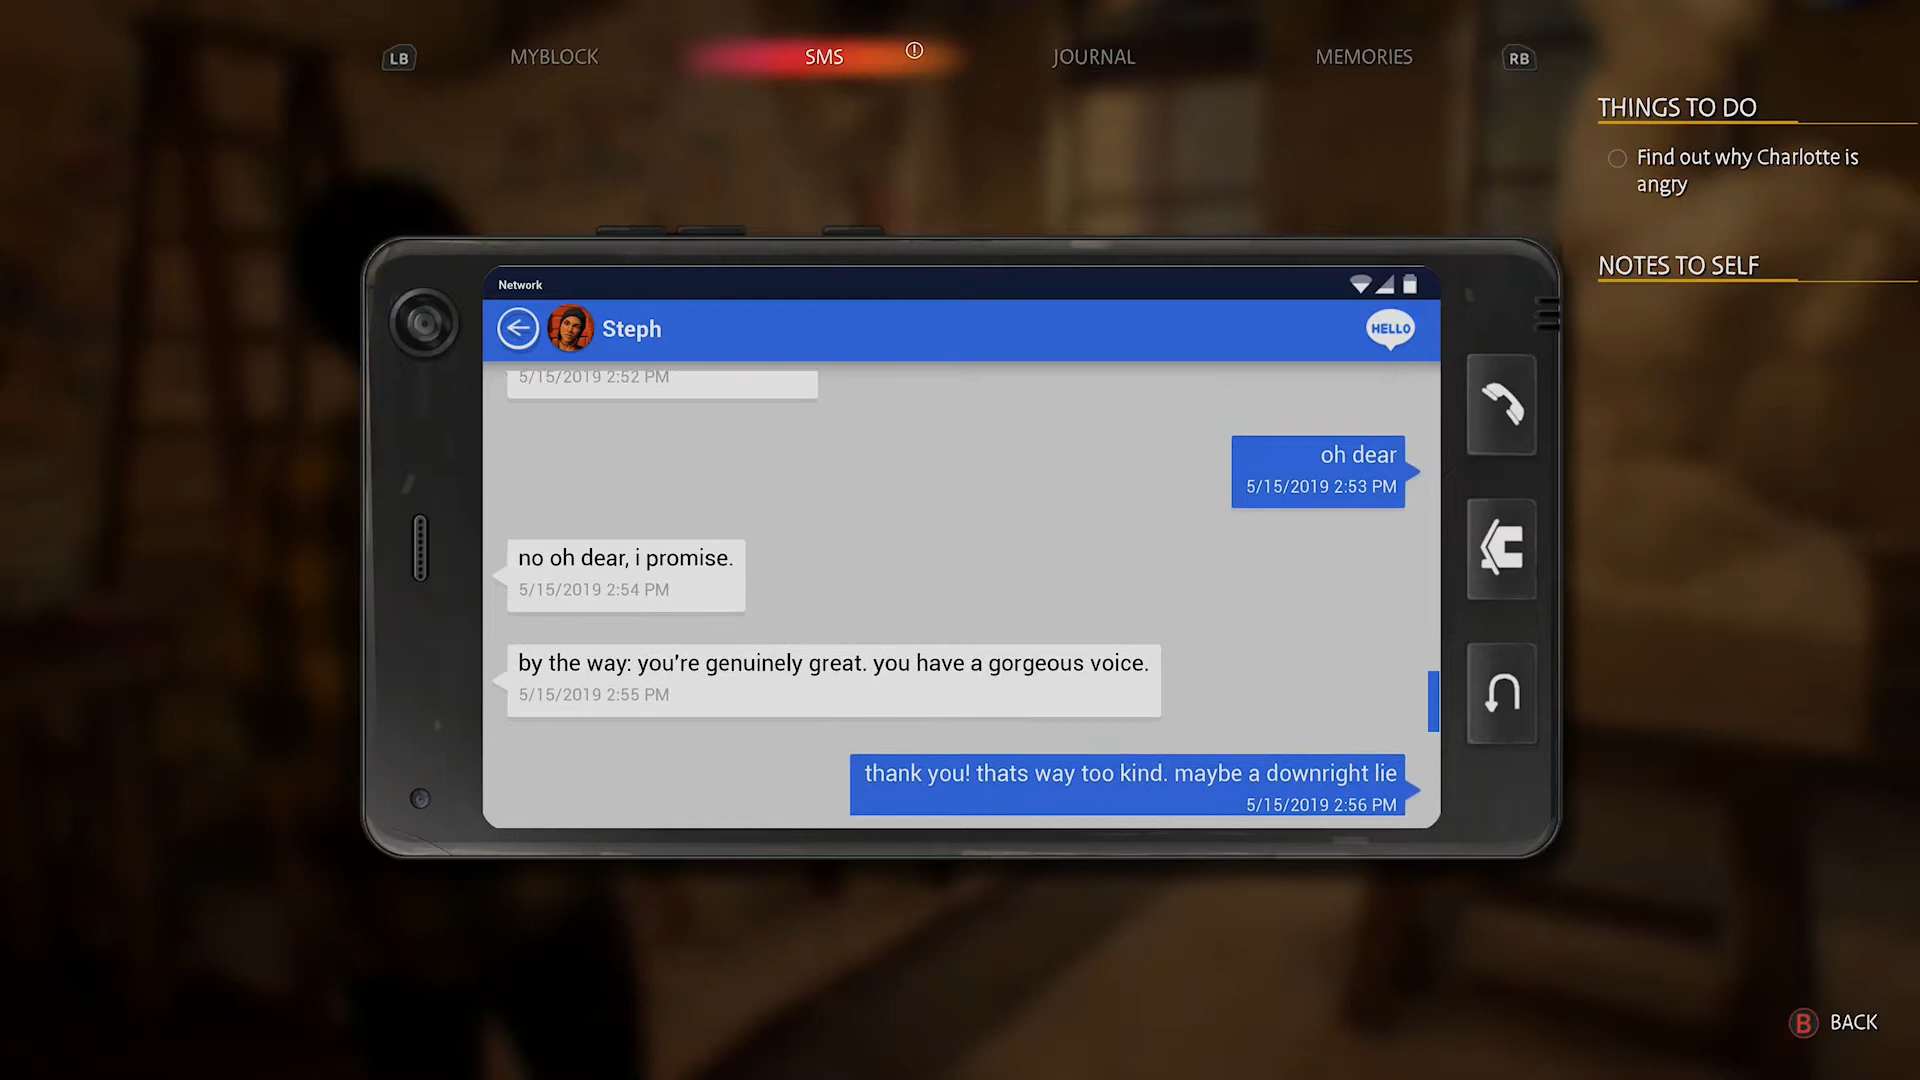 LB
MYBLOCK
SMS
JOURNAL
MEMORIES
RB
THINGS TO DO
Find out why Charlotte is
angry
NOTES TO SELF
Network
Steph
HELLO
5/15/2019 2:52 PM
oh dear
5/15/2019 2:53 PM
no oh dear, i promise.
5/15/2019 2:54 PM
by the way: you're genuinely great. you have a gorgeous voice.
5/15/2019 2:55 PM
thank you! thats way too kind. maybe a downright lie
5/15/2019 2:56 PM
B BACK